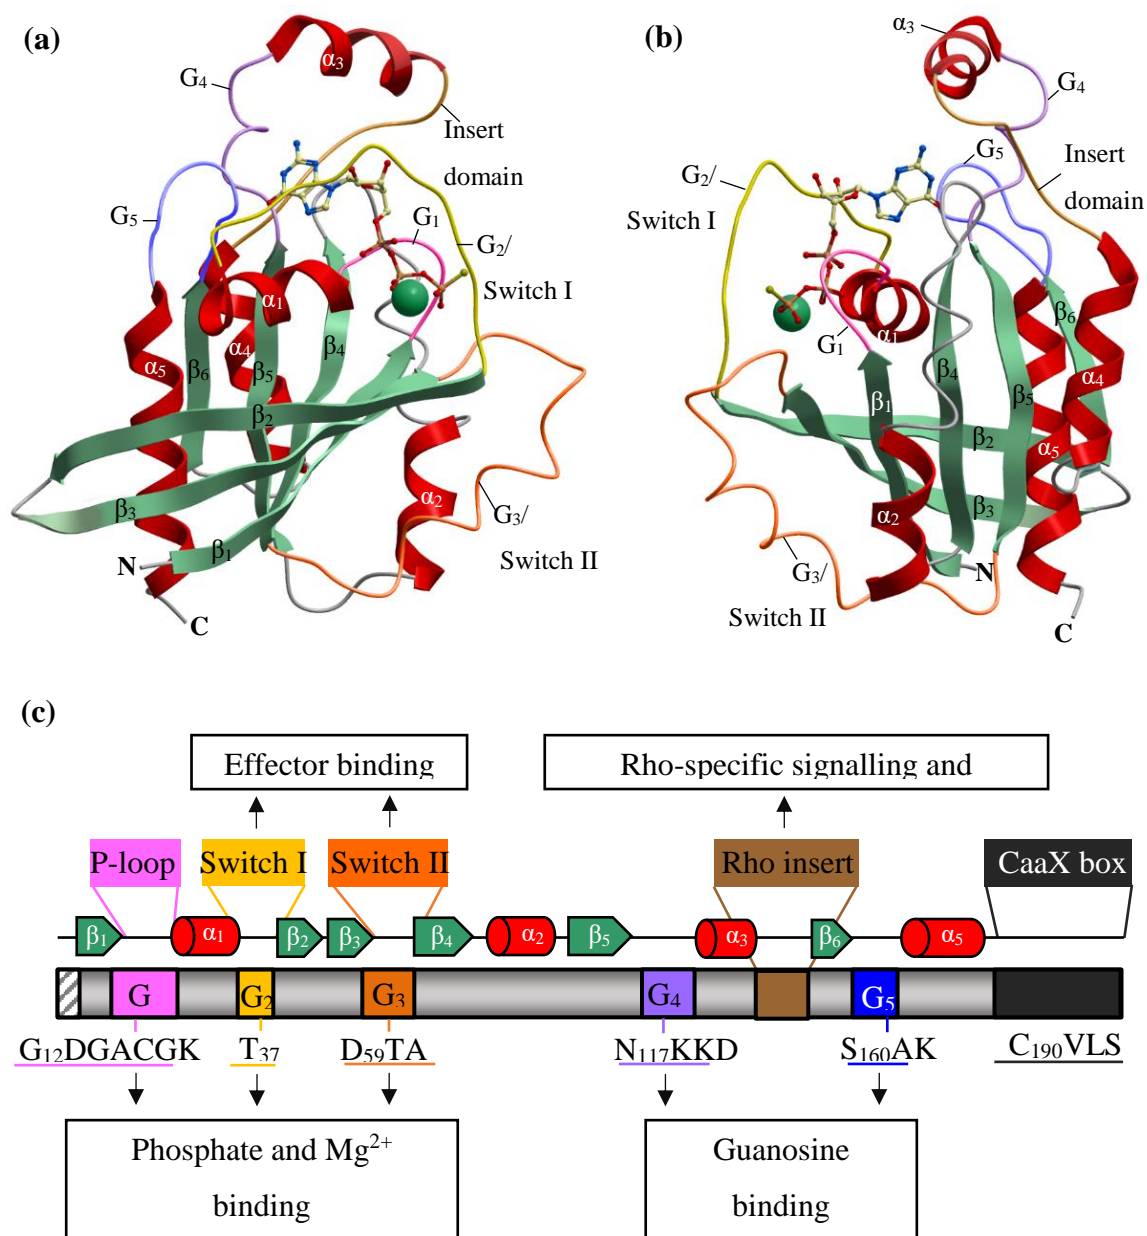 (a)
α3
G4
Insert
domain
G5
G1
G2/
Switch I
α1
α4
β4
α5
β6
β5
β2
α2
β3
G3/
β1
Switch II
N
C
(b)
α3
G4
G5
Insert
domain
G2/
Switch I
G1
α1
β6
β4
α4
β1
β5
β2
α5
α2
β3
G3/
N
Switch II
C
(c)
Effector binding
Rho-specific signalling and
P-loop
Switch I
Switch II
Rho insert
CaaX box
β1 α1 β2 β3 β4 α2 β5 α3 β6 α5
G G2 G3 G4 G5
G12DGACGK T37 D59TA N117KKD S160AK C190VLS
Phosphate and Mg2+
binding
Guanosine
binding